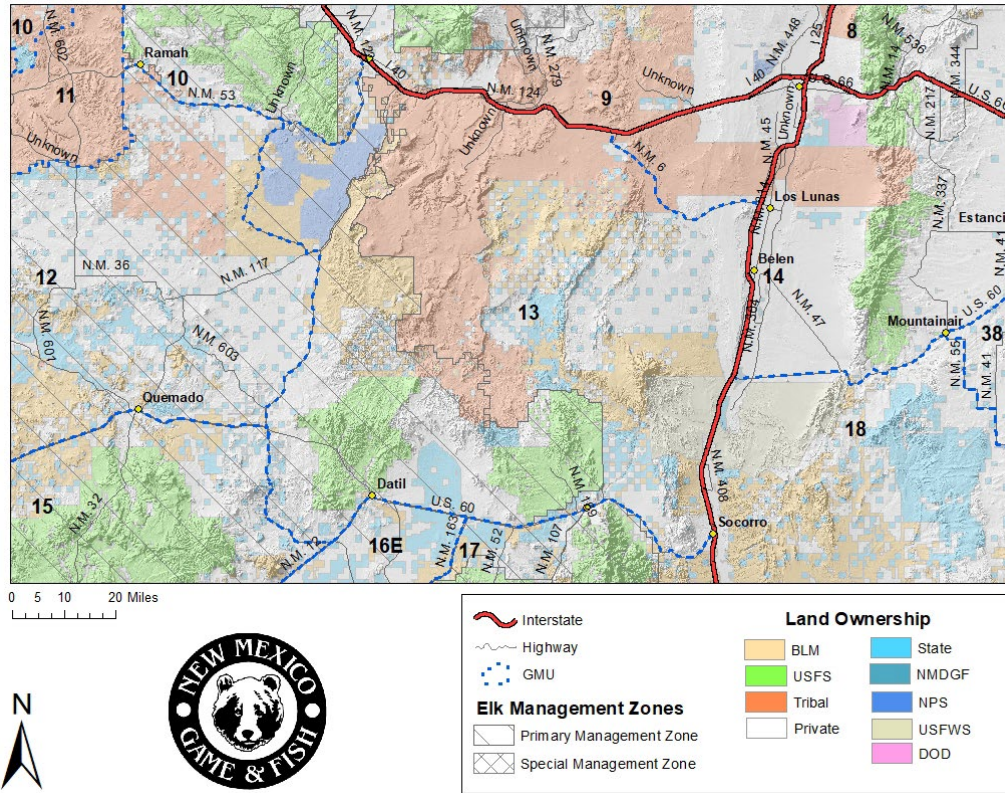 10
N.M. 602
Ramah
10
11
N.M. 53
Unknown
Unknown
N.M. 122
I 40
N.M. 124
N.M. 279
Unknown
9
Unknown
I 40
N.M. 448
25
8
N.M. 536
N.M. 14
N.M. 344
U.S. 66
N.M. 217
U.S. 66
Unknown
N.M. 45
N.M. 6
N.M. 314
Los Lunas
N.M. 337
Estanci
N.M. 41
12
N.M. 36
N.M. 117
13
Belen
14
N.M. 304
N.M. 47
U.S. 60
Mountainair
38
N.M. 55
N.M. 41
N.M. 601
N.M. 603
Quemado
18
N.M. 408
15
N.M. 32
Datil
U.S. 60
N.M. 169
Socorro
N.M. 12
16E
N.M. 163
17
N.M. 52
N.M. 107
0 5 10 20 Miles
N
NEW MEXICO
GAME & FISH
Interstate
Highway
GMU
Elk Management Zones
Primary Management Zone
Special Management Zone
Land Ownership
BLM
USFS
Tribal
Private
State
NMDGF
NPS
USFWS
DOD